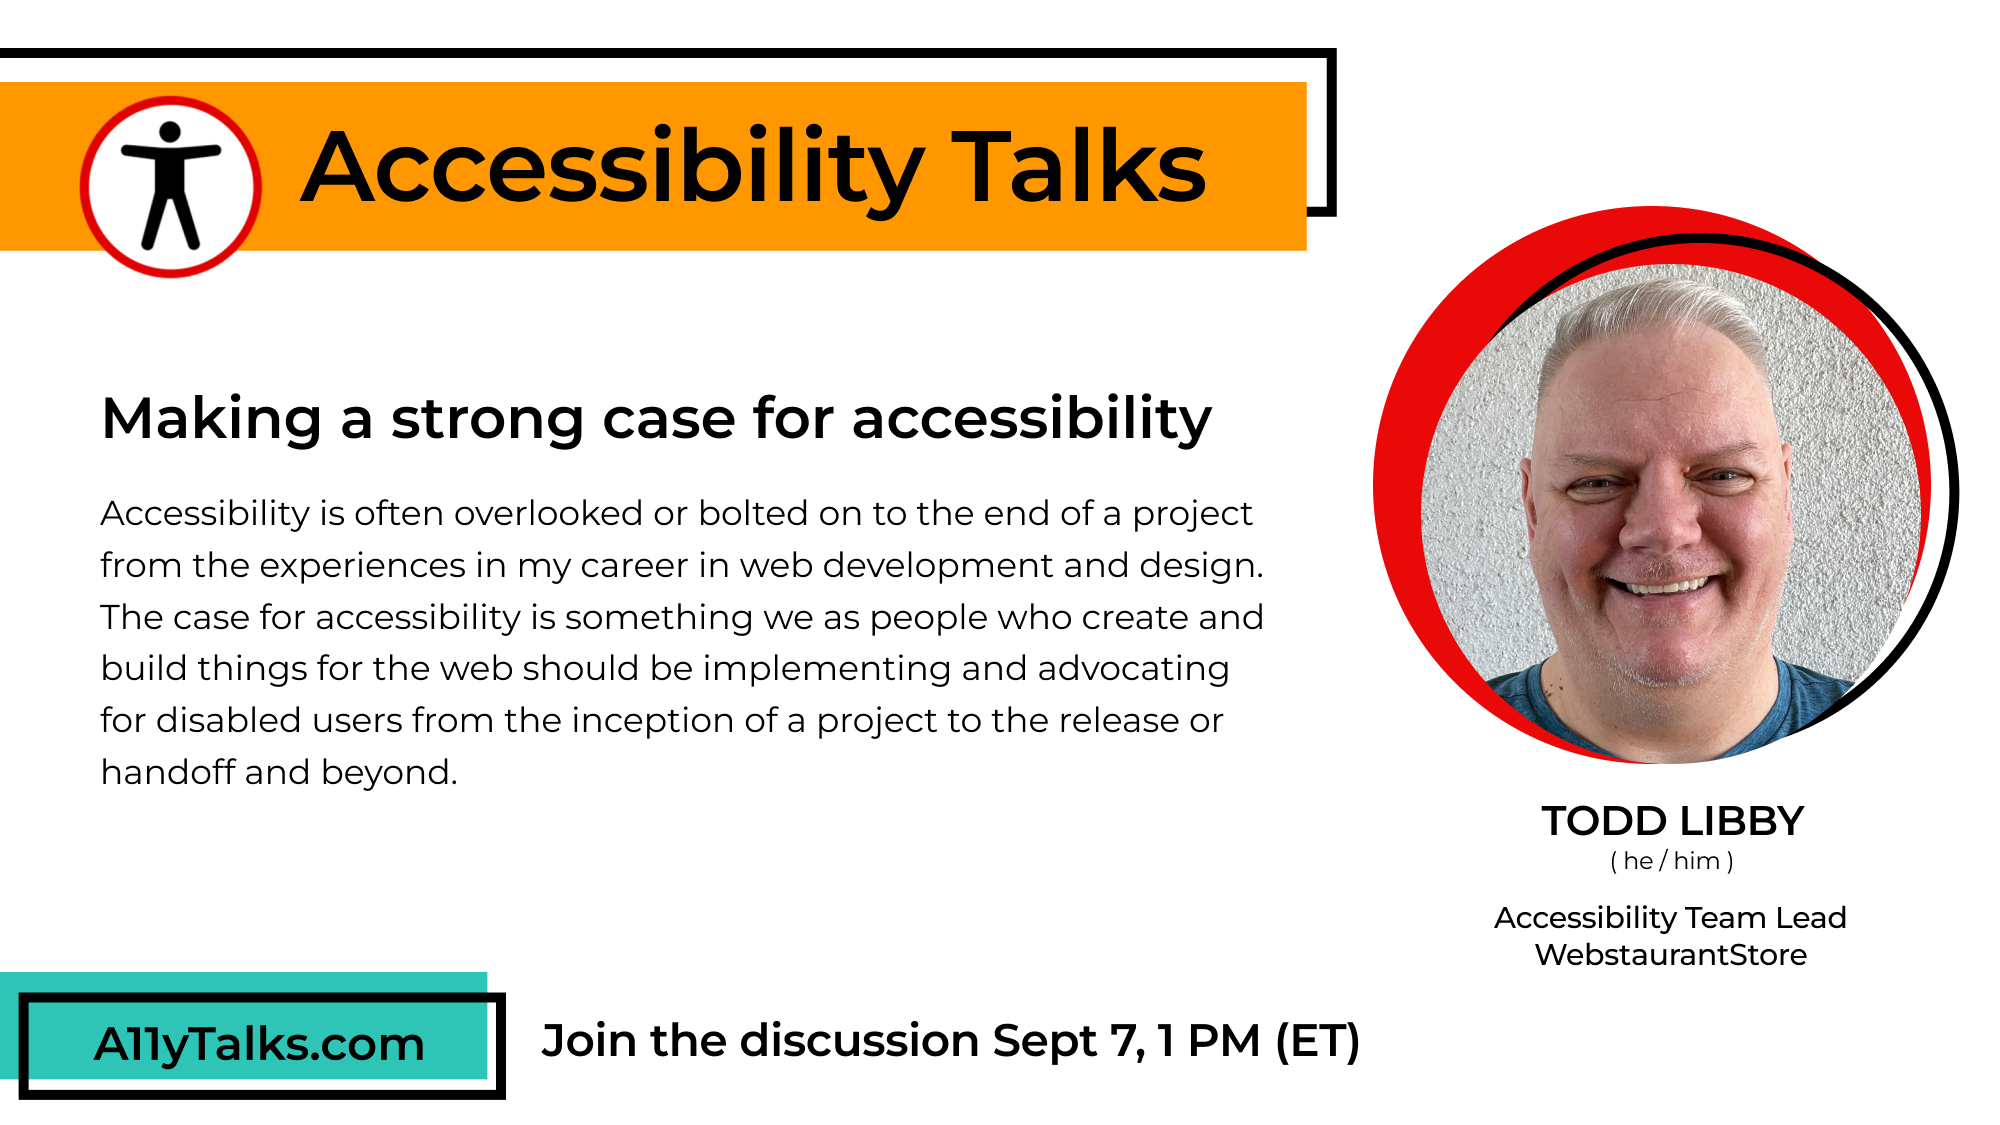 Accessibility Talks
Making a strong case for accessibility
Accessibility is often overlooked or bolted on to the end of a project
from the experiences in my career in web development and design.
The case for accessibility is something we as people who create and
build things for the web should be implementing and advocating
for disabled users from the inception of a project to the release or
handoff and beyond.
TODD LIBBY
( he / him )
Accessibility Team Lead
WebstaurantStore
A11yTalks.com
Join the discussion Sept 7, 1 PM (ET)